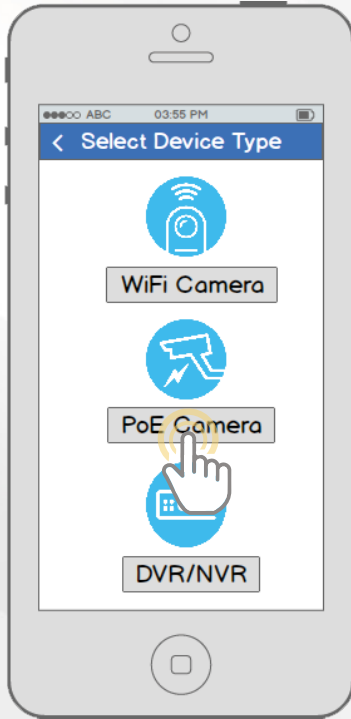 ABC 03:55 PM
< Select Device Type
WiFi Camera
PoE Camera
DVR/NVR